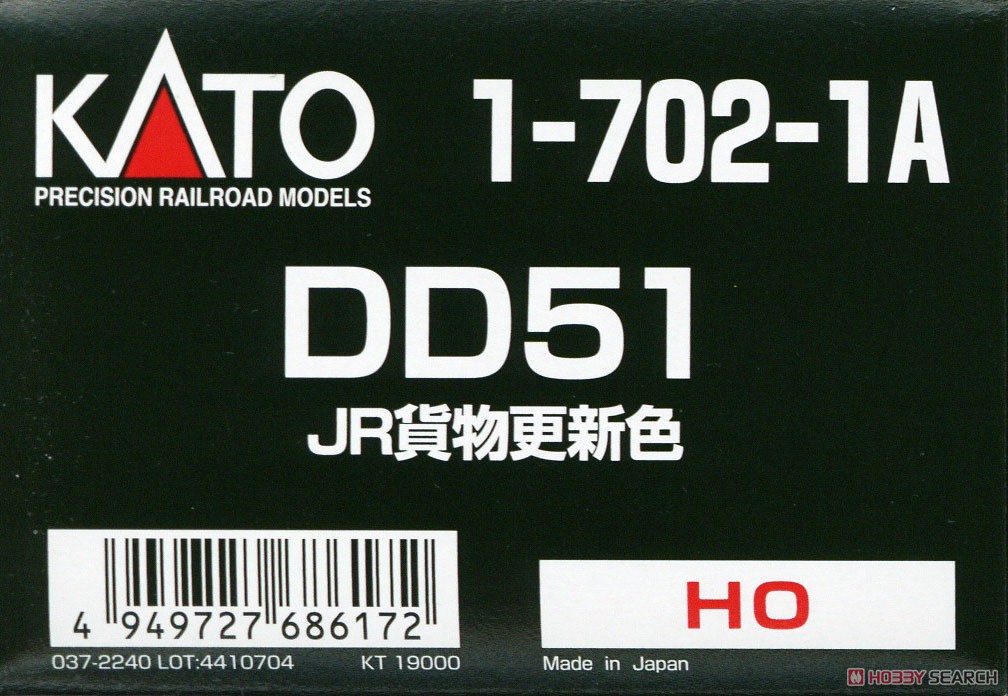 KATO 1-702-1A
PRECISION RAILROAD MODELS
DD51
JR貨物更新色
4 949727 686172
HO
037-2240 LOT:4410704 KT 19000
Made in Japan
HOBBY SEARCH